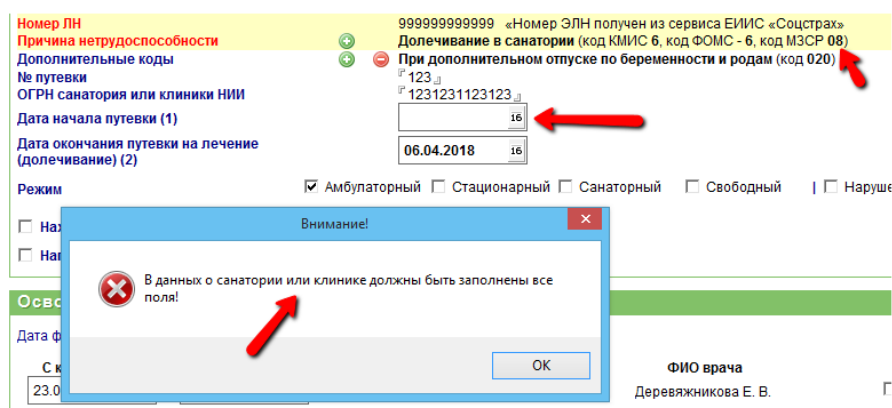 Номер ЛН 999999999999 «Номер ЭЛН получен из сервиса ЕИИС «Соцстрах»
Причина нетрудоспособности Долечивание в санатории (код КМИС 6, код ФОМС - 6, код МЗСР 08)
Дополнительные коды При дополнительном отпуске по беременности и родам (код 020)
№ путевки 123
ОГРН санатория или клиники НИИ 1231231123123
Дата начала путевки (1) 16
Дата окончания путевки на лечение
(долечивание) (2) 06.04.2018 16
Режим Амбулаторный Стационарный Санаторный Свободный | Наруше
Внимание!
В данных о санатории или клинике должны быть заполнены все
поля!
OK
Осво
Дата ф
С к ФИО врача
23.0 Деревяжникова Е. В.